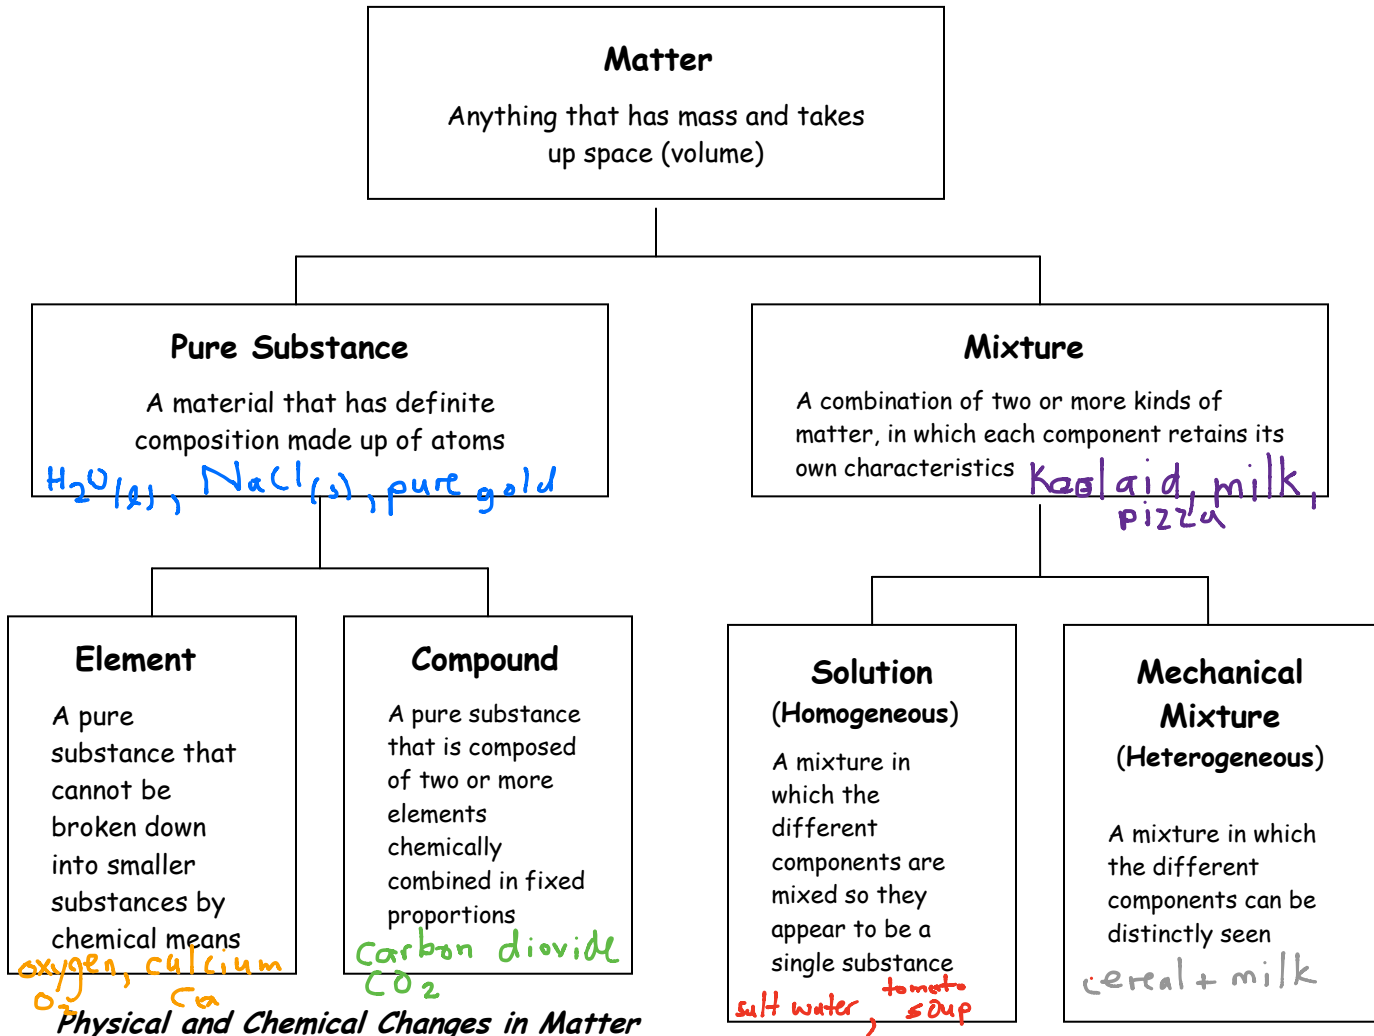 Matter
Anything that has mass and takes
up space (volume)
Pure Substance
A material that has definite
composition made up of atoms
H₂O(l), NaCl(s), pure gold
Mixture
A combination of two or more kinds of
matter, in which each component retains its
own characteristics Koolaid, milk,
pizza
Element
A pure
substance that
cannot be
broken down
into smaller
substances by
chemical means
oxygen, calcium
O₂ Ca
Compound
A pure substance
that is composed
of two or more
elements
chemically
combined in fixed
proportions
carbon dioxide
CO₂
Solution
(Homogeneous)
A mixture in
which the
different
components are
mixed so they
appear to be a
single substance
salt water, tomato
soup
Mechanical
Mixture
(Heterogeneous)
A mixture in which
the different
components can be
distinctly seen
cereal + milk
Physical and Chemical Changes in Matter